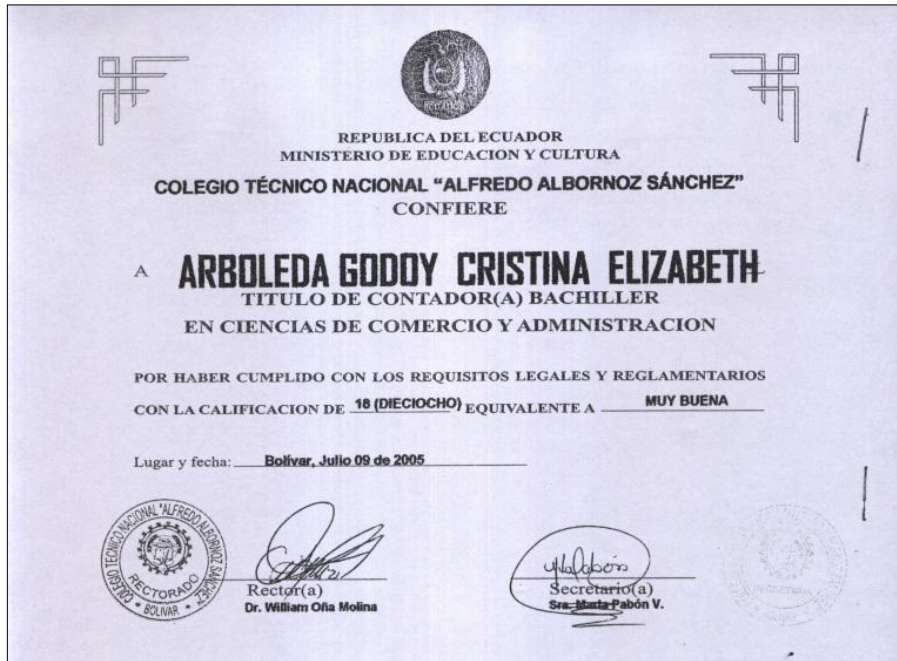 ECUADOR
REPUBLICA DEL ECUADOR
MINISTERIO DE EDUCACION Y CULTURA
COLEGIO TÉCNICO NACIONAL "ALFREDO ALBORNOZ SÁNCHEZ"
CONFIERE
A ARBOLEDA GODOY CRISTINA ELIZABETH
TITULO DE CONTADOR(A) BACHILLER
EN CIENCIAS DE COMERCIO Y ADMINISTRACION
POR HABER CUMPLIDO CON LOS REQUISITOS LEGALES Y REGLAMENTARIOS
CON LA CALIFICACION DE 18 (DIECIOCHO) EQUIVALENTE A MUY BUENA
Lugar y fecha: Bolívar, Julio 09 de 2005
COLEGIO TECNICO NACIONAL "ALFREDO ALBORNOZ SANCHEZ"
RECTORADO
BOLIVAR
Rector(a)
Dr. William Oña Molina
Secretario(a)
Sra. Marta Pabón V.